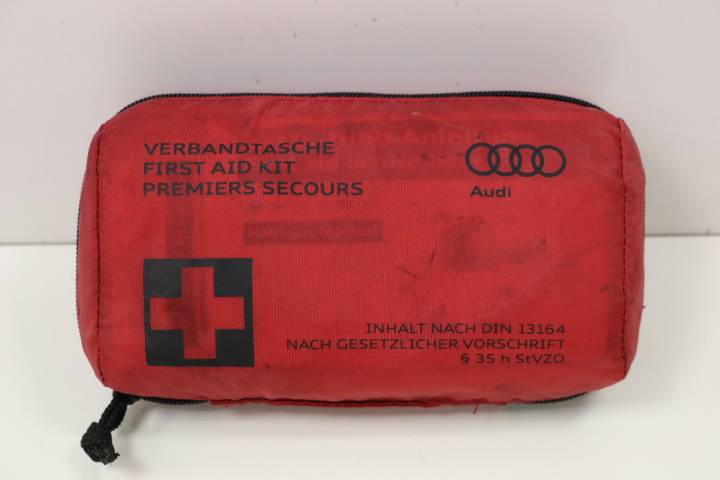 VERBANDTASCHE
FIRST AID KIT
PREMIERS SECOURS
Audi
INHALT NACH DIN 13164
NACH GESETZLICHER VORSCHRIFT
§ 35 h StVZO